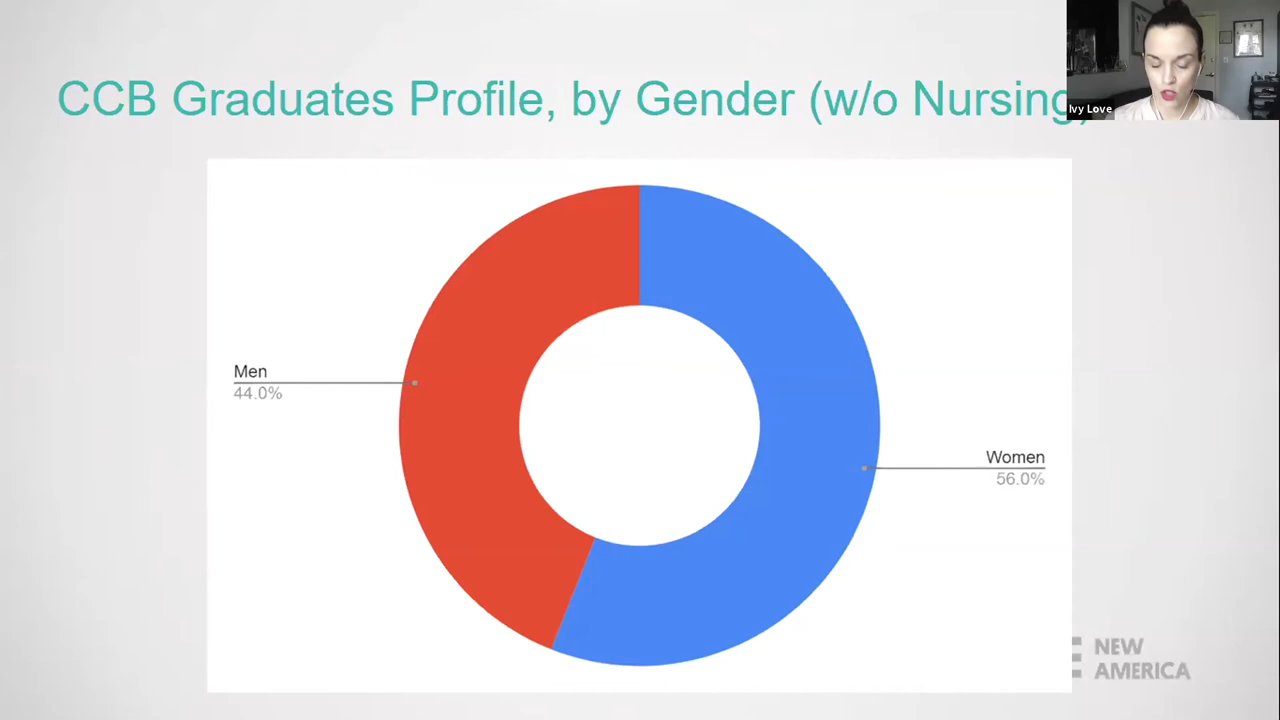 CCB Graduates Profile, by Gender (w/o Nursing)
Ivy Love
Men
44.0%
Women
56.0%
NEW
AMERICA